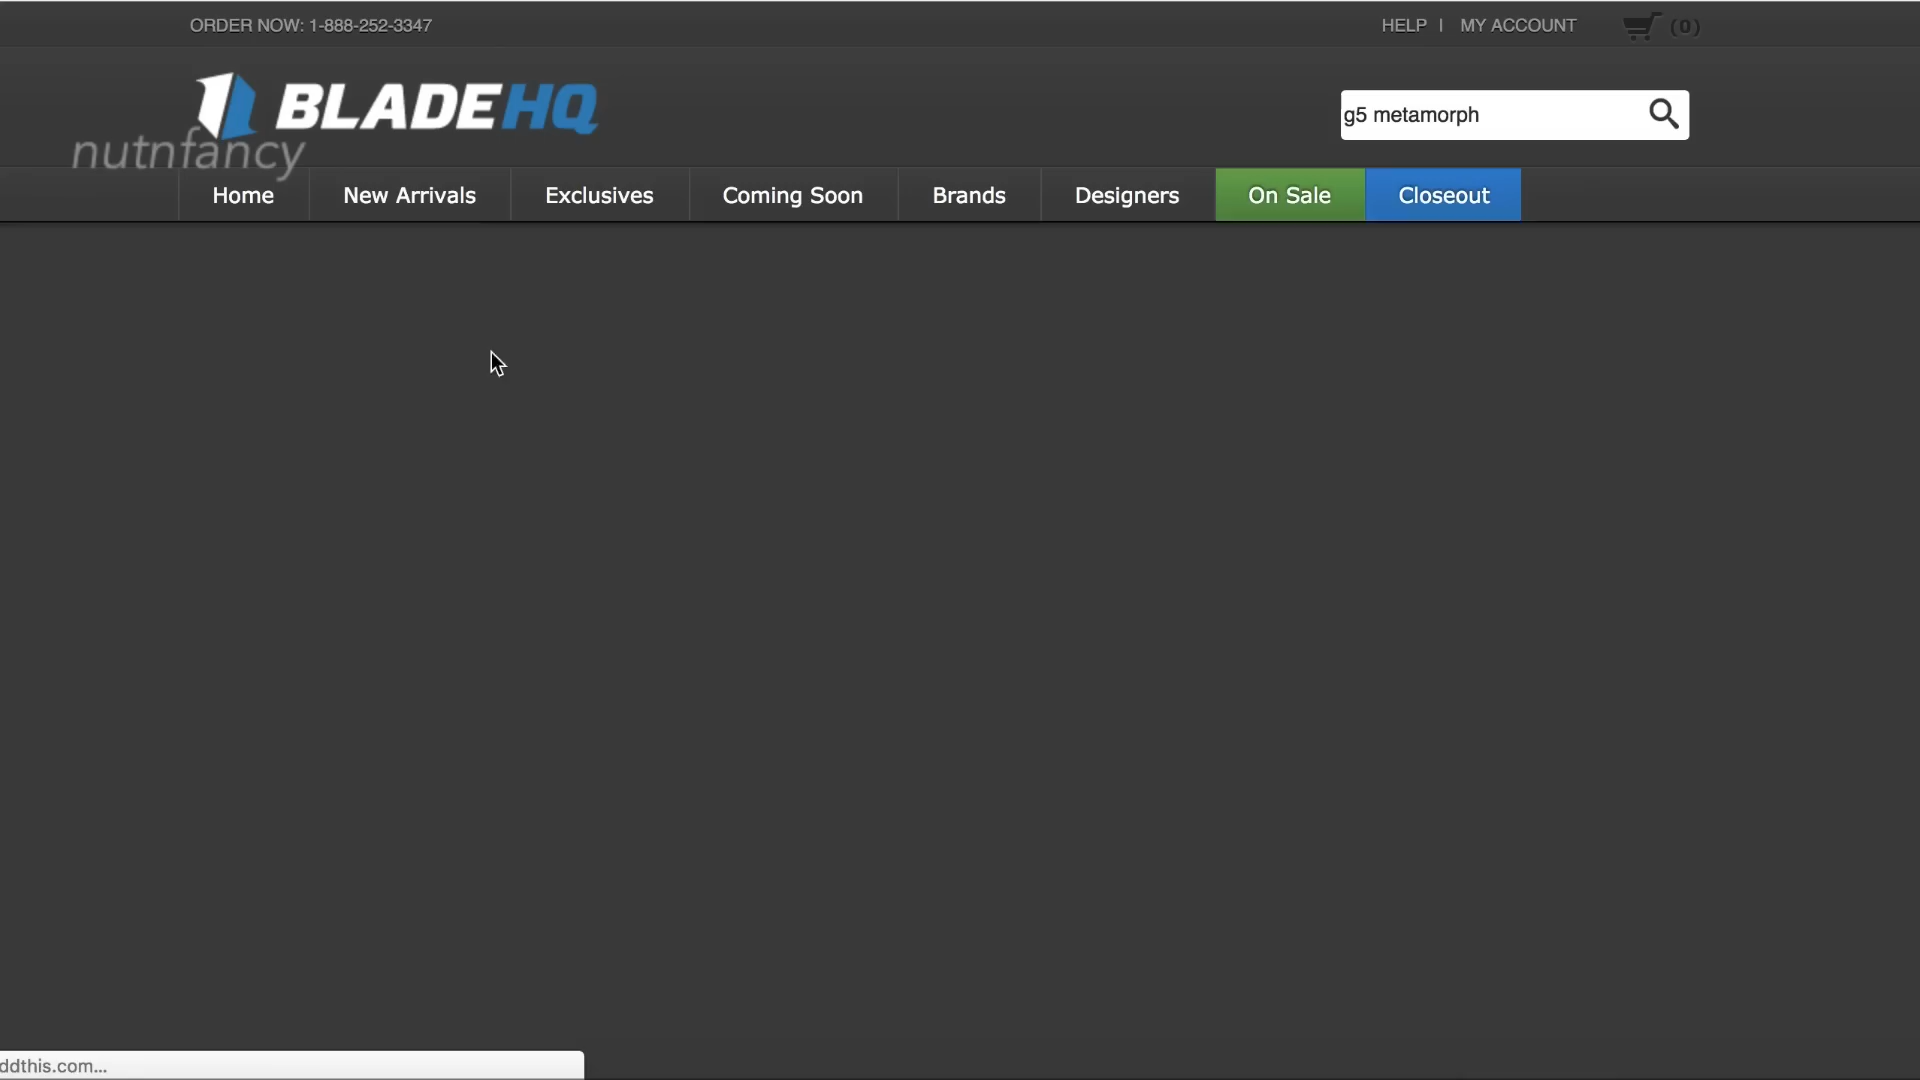 ORDER NOW: 1-888-252-3347
HELP | MY ACCOUNT (0)
BLADEHQ
g5 metamorph
nutnfancy
Home New Arrivals Exclusives Coming Soon Brands Designers On Sale Closeout
ddthis.com...